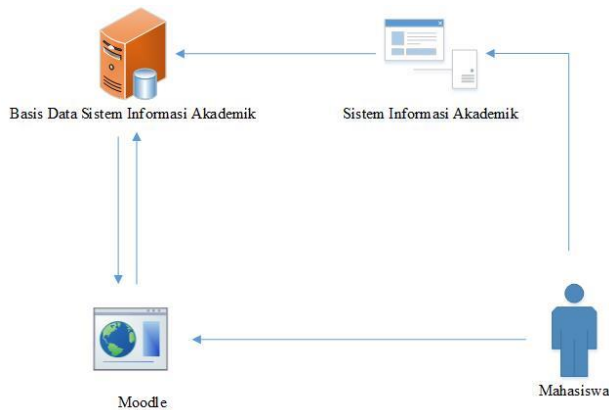 Basis Data Sistem Informasi Akademik
Sistem Informasi Akademik
Moodle
Mahasiswa